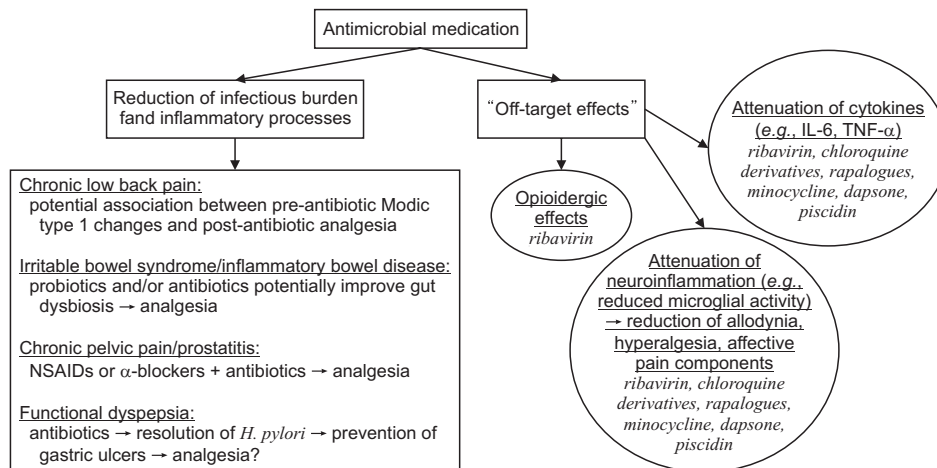 Antimicrobial medication
Reduction of infectious burden
fand inflammatory processes
"Off-target effects"
Attenuation of cytokines
(e.g., IL-6, TNF-α)
ribavirin, chloroquine
derivatives, rapalogues,
minocycline, dapsone,
piscidin
Chronic low back pain:
potential association between pre-antibiotic Modic
type 1 changes and post-antibiotic analgesia
Irritable bowel syndrome/inflammatory bowel disease:
probiotics and/or antibiotics potentially improve gut
dysbiosis → analgesia
Chronic pelvic pain/prostatitis:
NSAIDs or α-blockers + antibiotics → analgesia
Functional dyspepsia:
antibiotics → resolution of H. pylori → prevention of
gastric ulcers → analgesia?
Opioidergic
effects
ribavirin
Attenuation of
neuroinflammation (e.g.,
reduced microglial activity)
→ reduction of allodynia,
hyperalgesia, affective
pain components
ribavirin, chloroquine
derivatives, rapalogues,
minocycline, dapsone,
piscidin